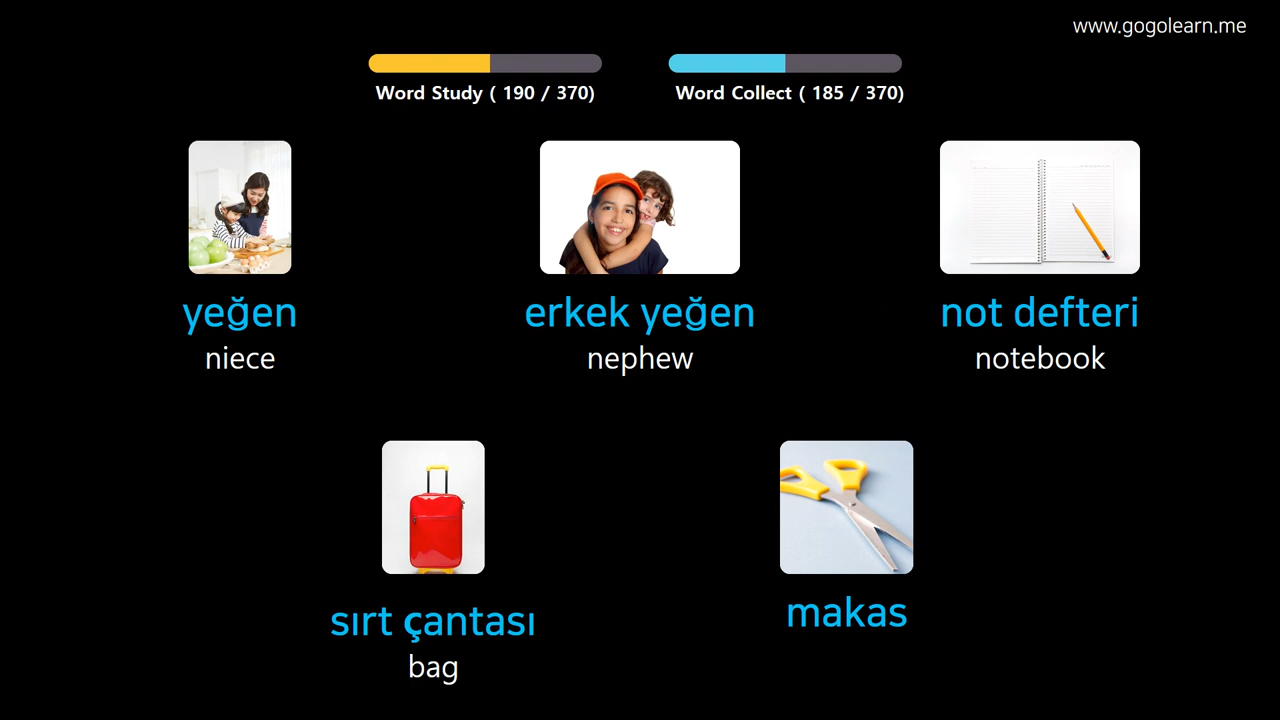 www.gogolearn.me
Word Study ( 190 / 370)
Word Collect ( 185 / 370)
yeğen
niece
erkek yeğen
nephew
not defteri
notebook
sırt çantası
bag
makas